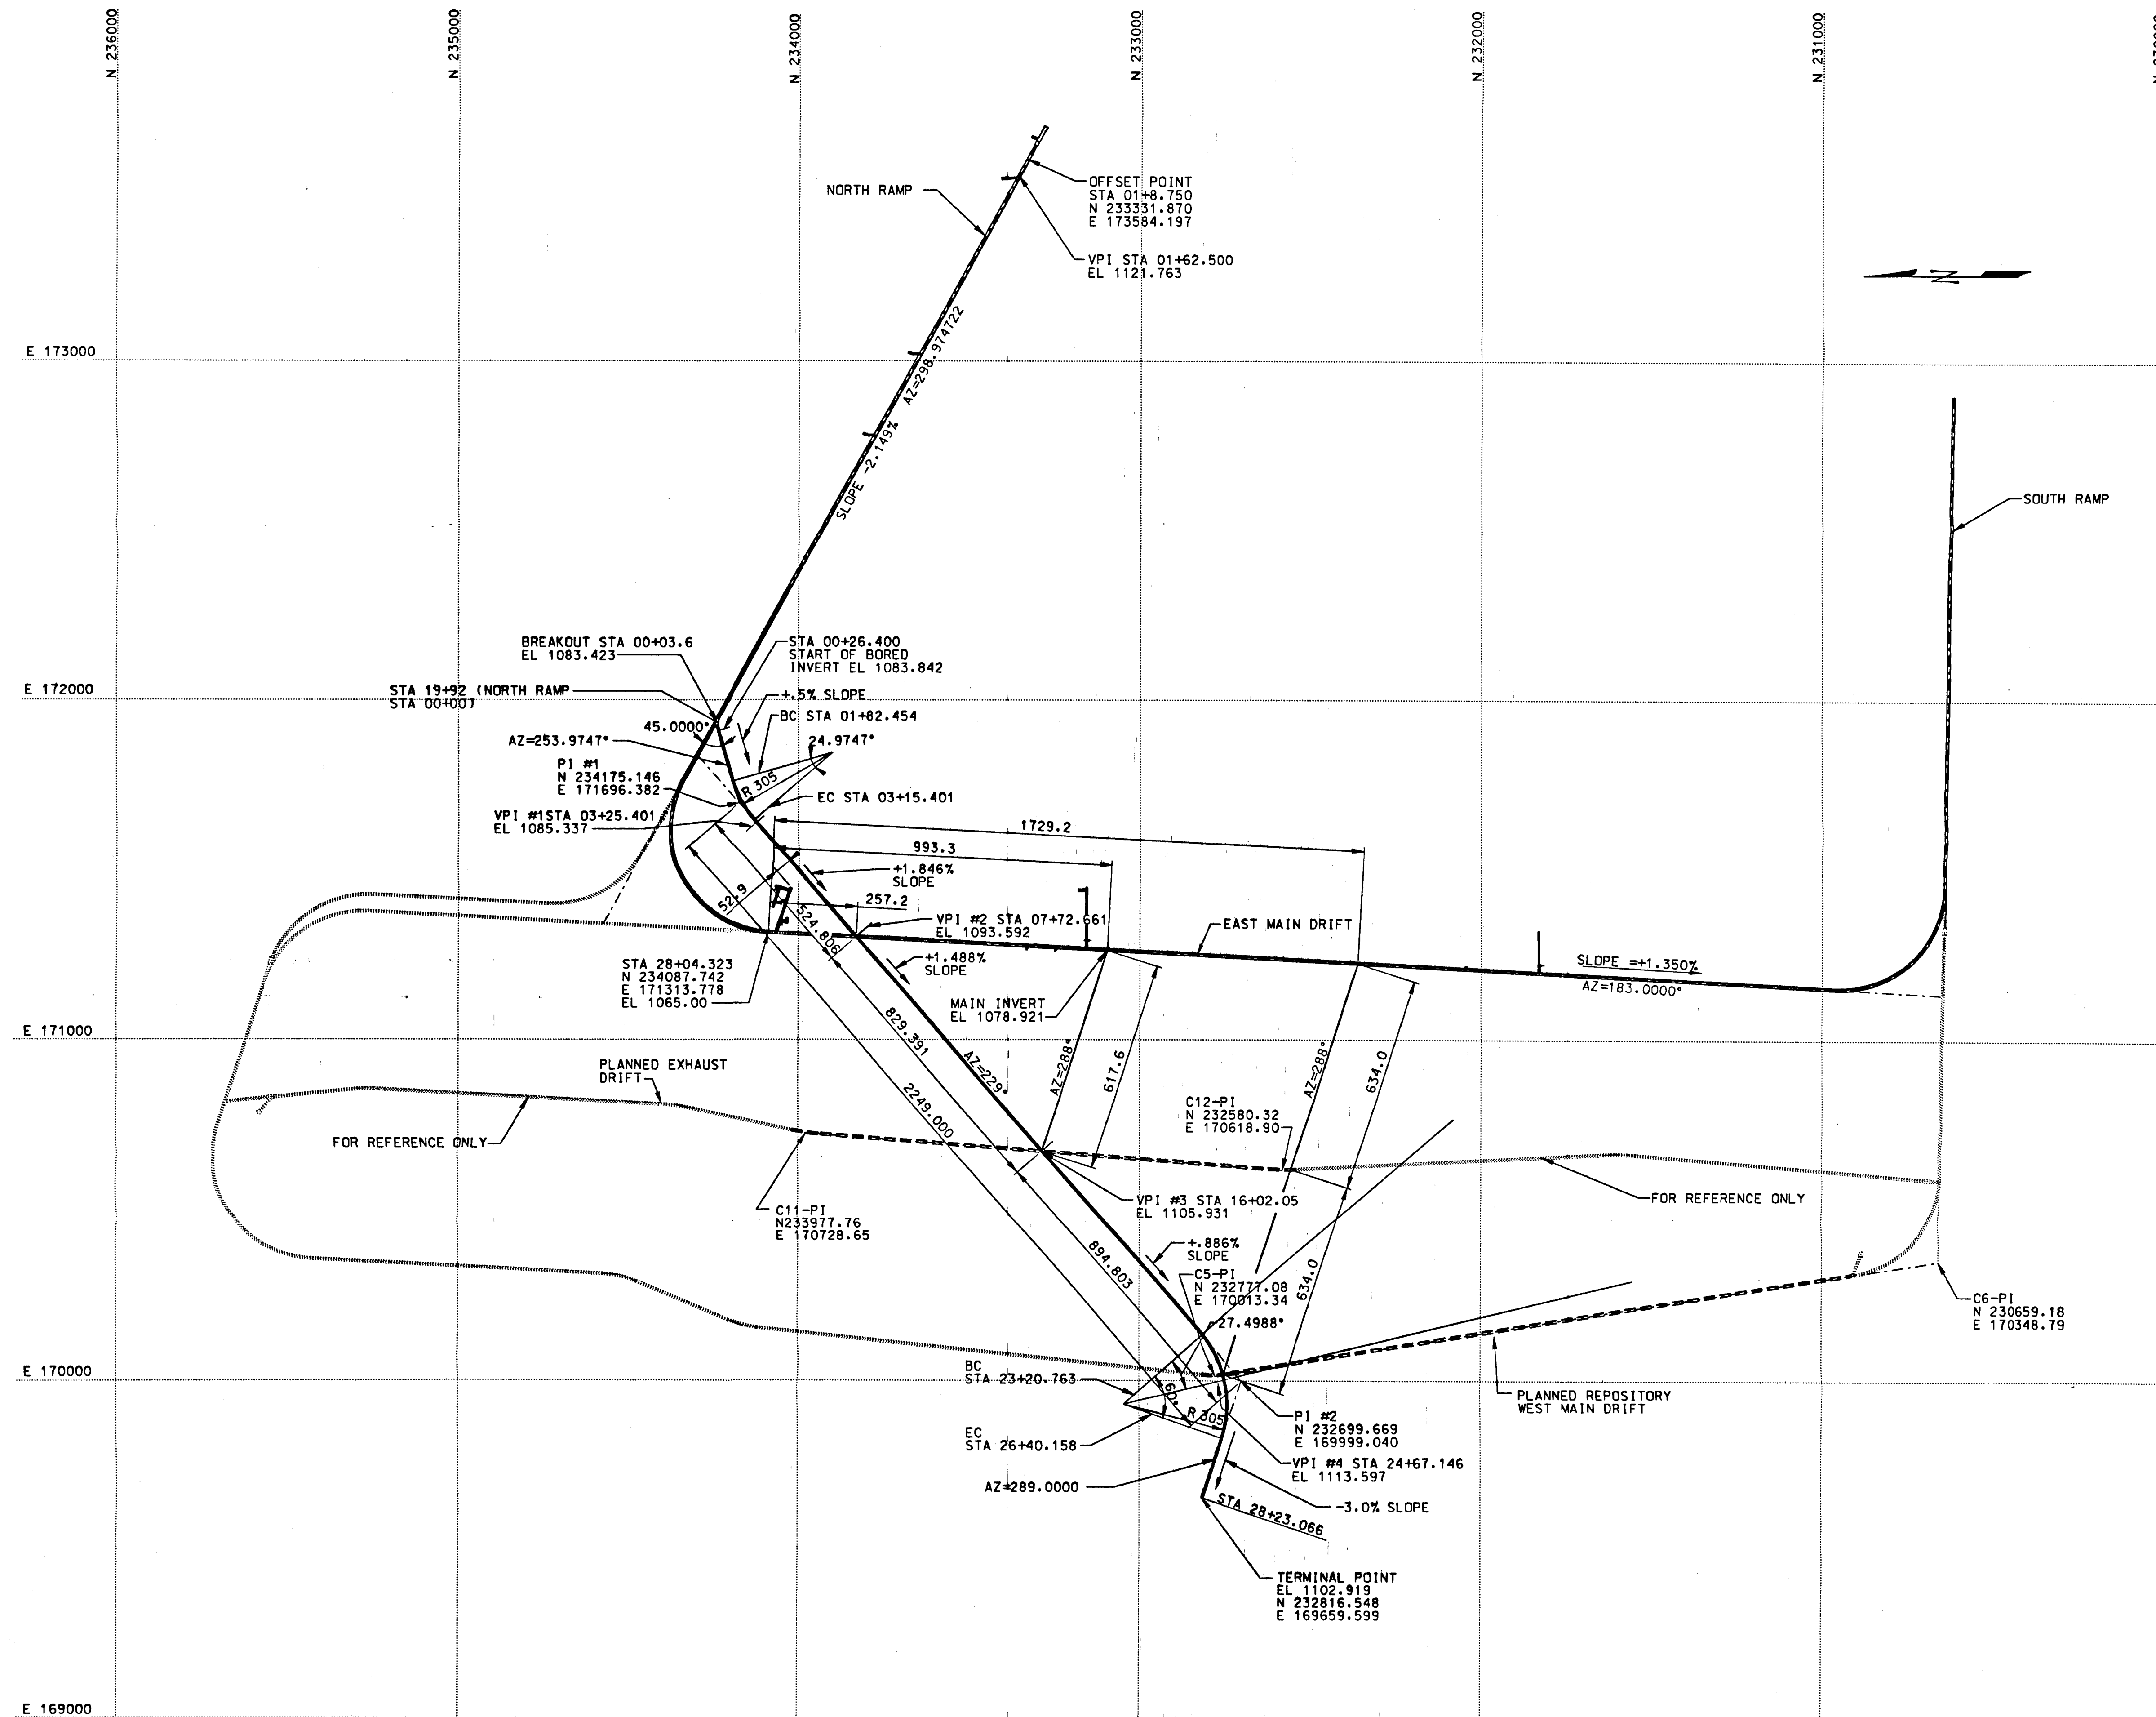 N 236000
N 235000
N 234000
N 233000
N 232000
N 231000
NORTH RAMP
OFFSET POINT
STA 01+8.750
N 233331.870
E 173584.197
VPI STA 01+62.500
EL 1121.763
N
E 173000
SLOPE -2.149% AZ=298.974722
SOUTH RAMP
BREAKOUT STA 00+03.6
EL 1083.423
STA 00+26.400
START OF BORED
INVERT EL 1083.842
E 172000
STA 19+92 (NORTH RAMP
STA 00+00)
+.5% SLOPE
BC STA 01+82.454
45.0000°
24.9747°
AZ=253.9747°
PI #1
N 234175.146
E 171696.382
R 305
EC STA 03+15.401
VPI #1STA 03+25.401
EL 1085.337
1729.2
993.3
+1.846%
SLOPE
52.9
257.2
524.806
VPI #2 STA 07+72.661
EL 1093.592
EAST MAIN DRIFT
+1.488%
SLOPE
STA 28+04.323
N 234087.742
E 171313.778
EL 1065.00
SLOPE =+1.350%
AZ=183.0000°
MAIN INVERT
EL 1078.921
E 171000
829.391
AZ=229°
AZ=288°
617.6
AZ=288°
634.0
PLANNED EXHAUST
DRIFT
2249.000
C12-PI
N 232580.32
E 170618.90
FOR REFERENCE ONLY
VPI #3 STA 16+02.05
EL 1105.931
FOR REFERENCE ONLY
C11-PI
N233977.76
E 170728.65
894.803
+.886%
SLOPE
C5-PI
N 232777.08
E 170013.34
634.0
27.4988°
C6-PI
N 230659.18
E 170348.79
E 170000
BC
STA 23+20.763
60°
R 305
PLANNED REPOSITORY
WEST MAIN DRIFT
PI #2
N 232699.669
E 169999.040
EC
STA 26+40.158
VPI #4 STA 24+67.146
EL 1113.597
AZ=289.0000
-3.0% SLOPE
STA 28+23.066
TERMINAL POINT
EL 1102.919
N 232816.548
E 169659.599
E 169000